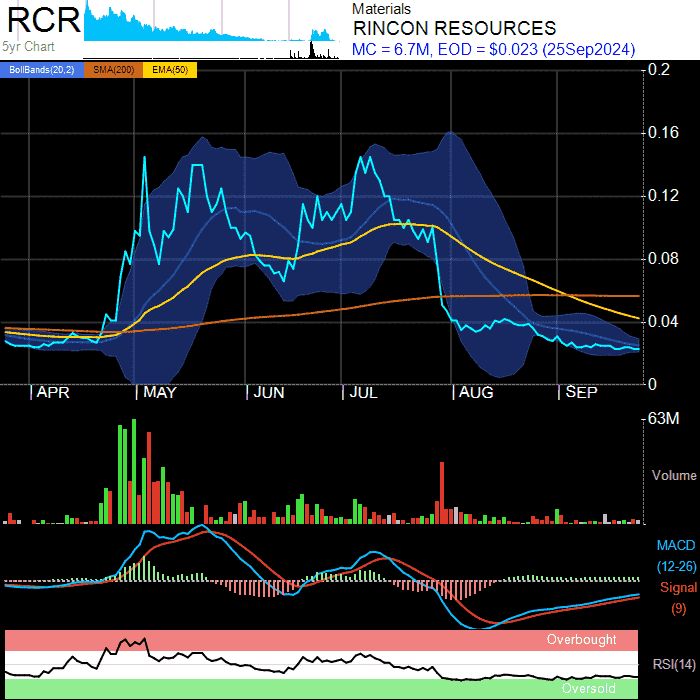 RCR
5yr Chart
Materials
RINCON RESOURCES
MC = 6.7M, EOD = $0.023 (25Sep2024)
BollBands(20,2) SMA(200) EMA(50)
0.2
0.16
0.12
0.08
0.04
0
APR MAY JUN JUL AUG SEP
63M
Volume
MACD
(12-26)
Signal
(9)
Overbought
RSI(14)
Oversold